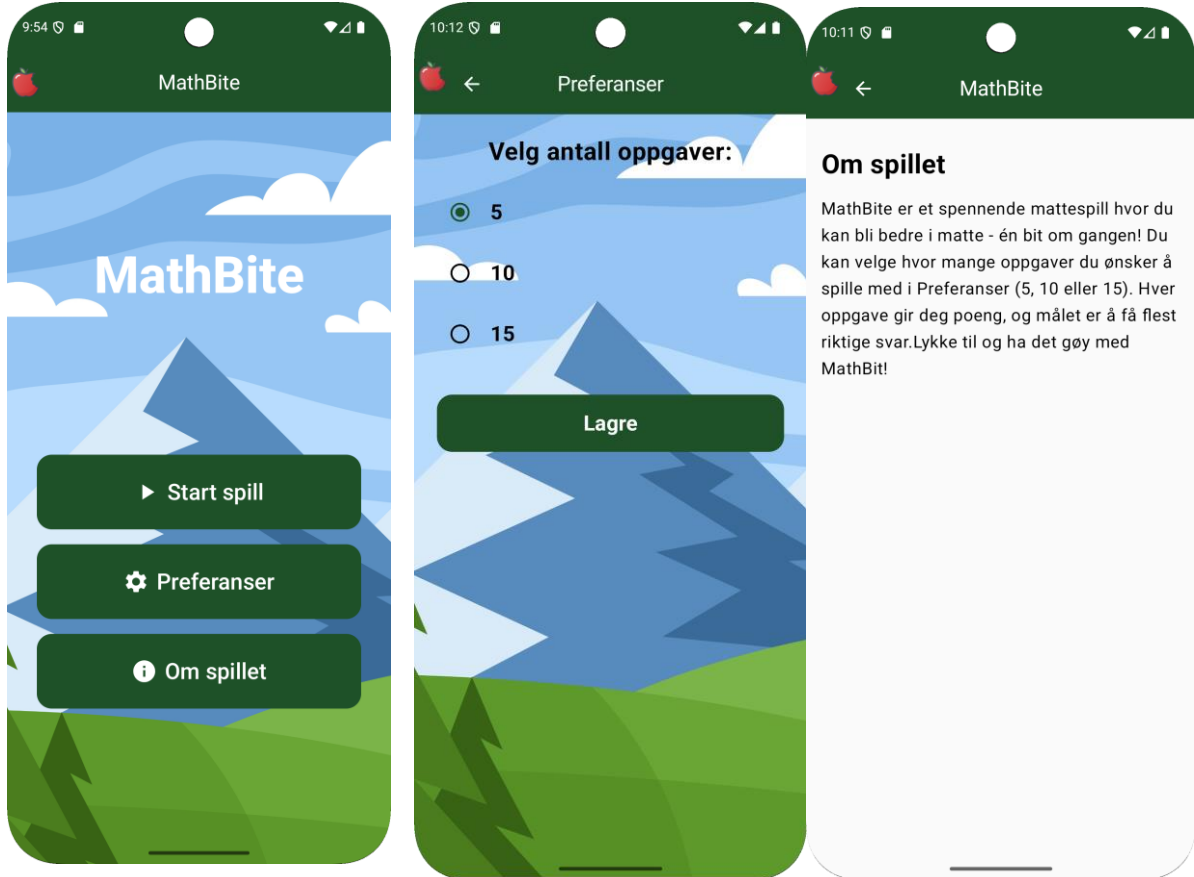 9:54
MathBite
MathBite
Start spill
Preferanser
Om spillet
10:12
Preferanser
Velg antall oppgaver:
5
10
15
Lagre
10:11
MathBite
Om spillet
MathBite er et spennende mattespill hvor du
kan bli bedre i matte - én bit om gangen! Du
kan velge hvor mange oppgaver du ønsker å
spille med i Preferanser (5, 10 eller 15). Hver
oppgave gir deg poeng, og målet er å få flest
riktige svar.Lykke til og ha det gøy med
MathBit!